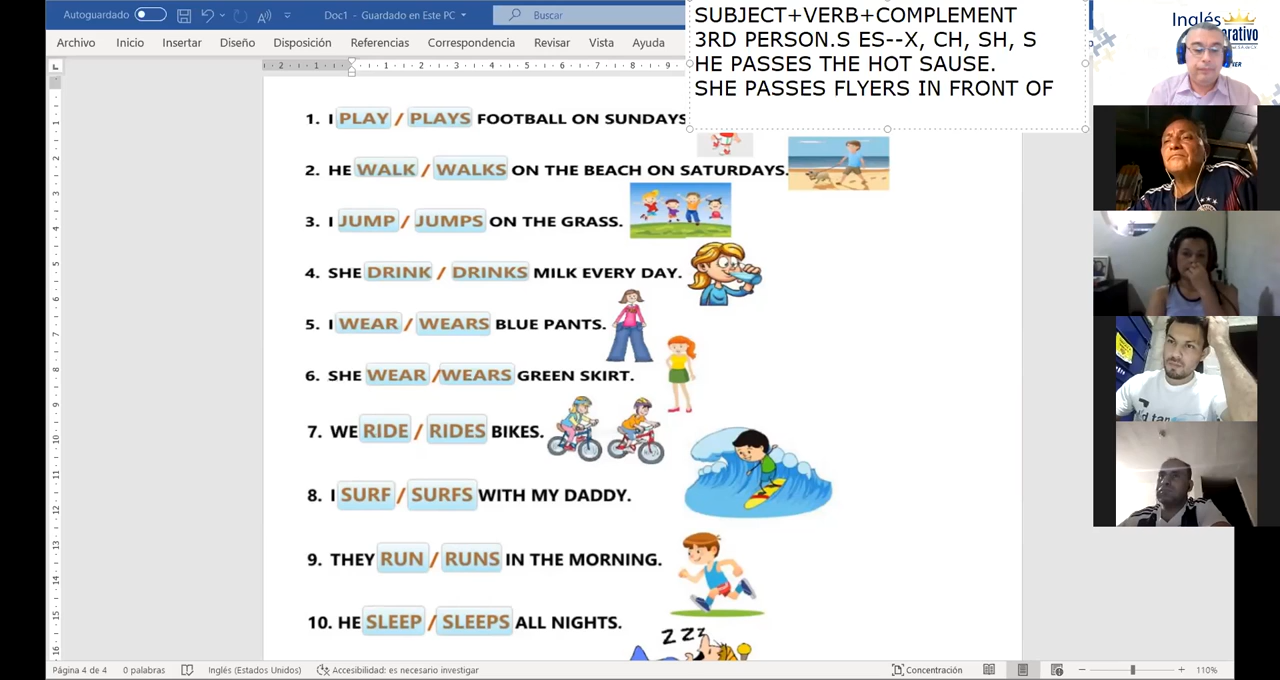 Autoguardado
Doc1 - Guardado en Este PC
Buscar
Archivo Inicio Insertar Diseño Disposición Referencias Correspondencia Revisar Vista Ayuda
SUBJECT+VERB+COMPLEMENT
3RD PERSON.S ES--X, CH, SH, S
HE PASSES THE HOT SAUSE.
SHE PASSES FLYERS IN FRONT OF
Inglés
1. I PLAY / PLAYS FOOTBALL ON SUNDAYS
2. HE WALK / WALKS ON THE BEACH ON SATURDAYS.
3. I JUMP / JUMPS ON THE GRASS.
4. SHE DRINK / DRINKS MILK EVERY DAY.
5. I WEAR / WEARS BLUE PANTS.
6. SHE WEAR /WEARS GREEN SKIRT.
7. WE RIDE / RIDES BIKES.
8. I SURF / SURFS WITH MY DADDY.
9. THEY RUN / RUNS IN THE MORNING.
10. HE SLEEP / SLEEPS ALL NIGHTS.
Z Z Z
Página 4 de 4 0 palabras Inglés (Estados Unidos) Accesibilidad: es necesario investigar Concentración 110%